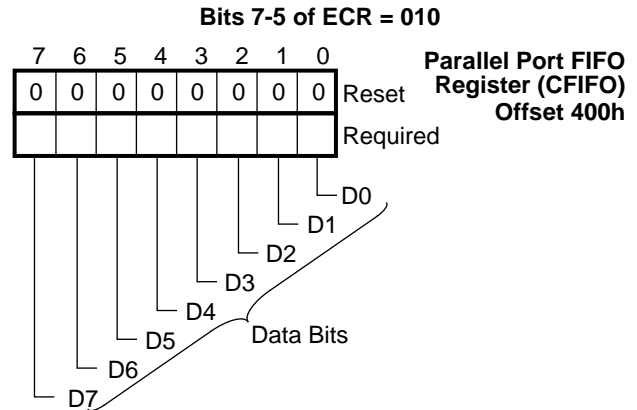 Bits 7-5 of ECR = 010
7 6 5 4 3 2 1 0
Parallel Port FIFO
Register (CFIFO)
Offset 400h
0 0 0 0 0 0 0 0 Reset
Required
D0
D1
D2
D3
D4
D5
D6
D7
Data Bits